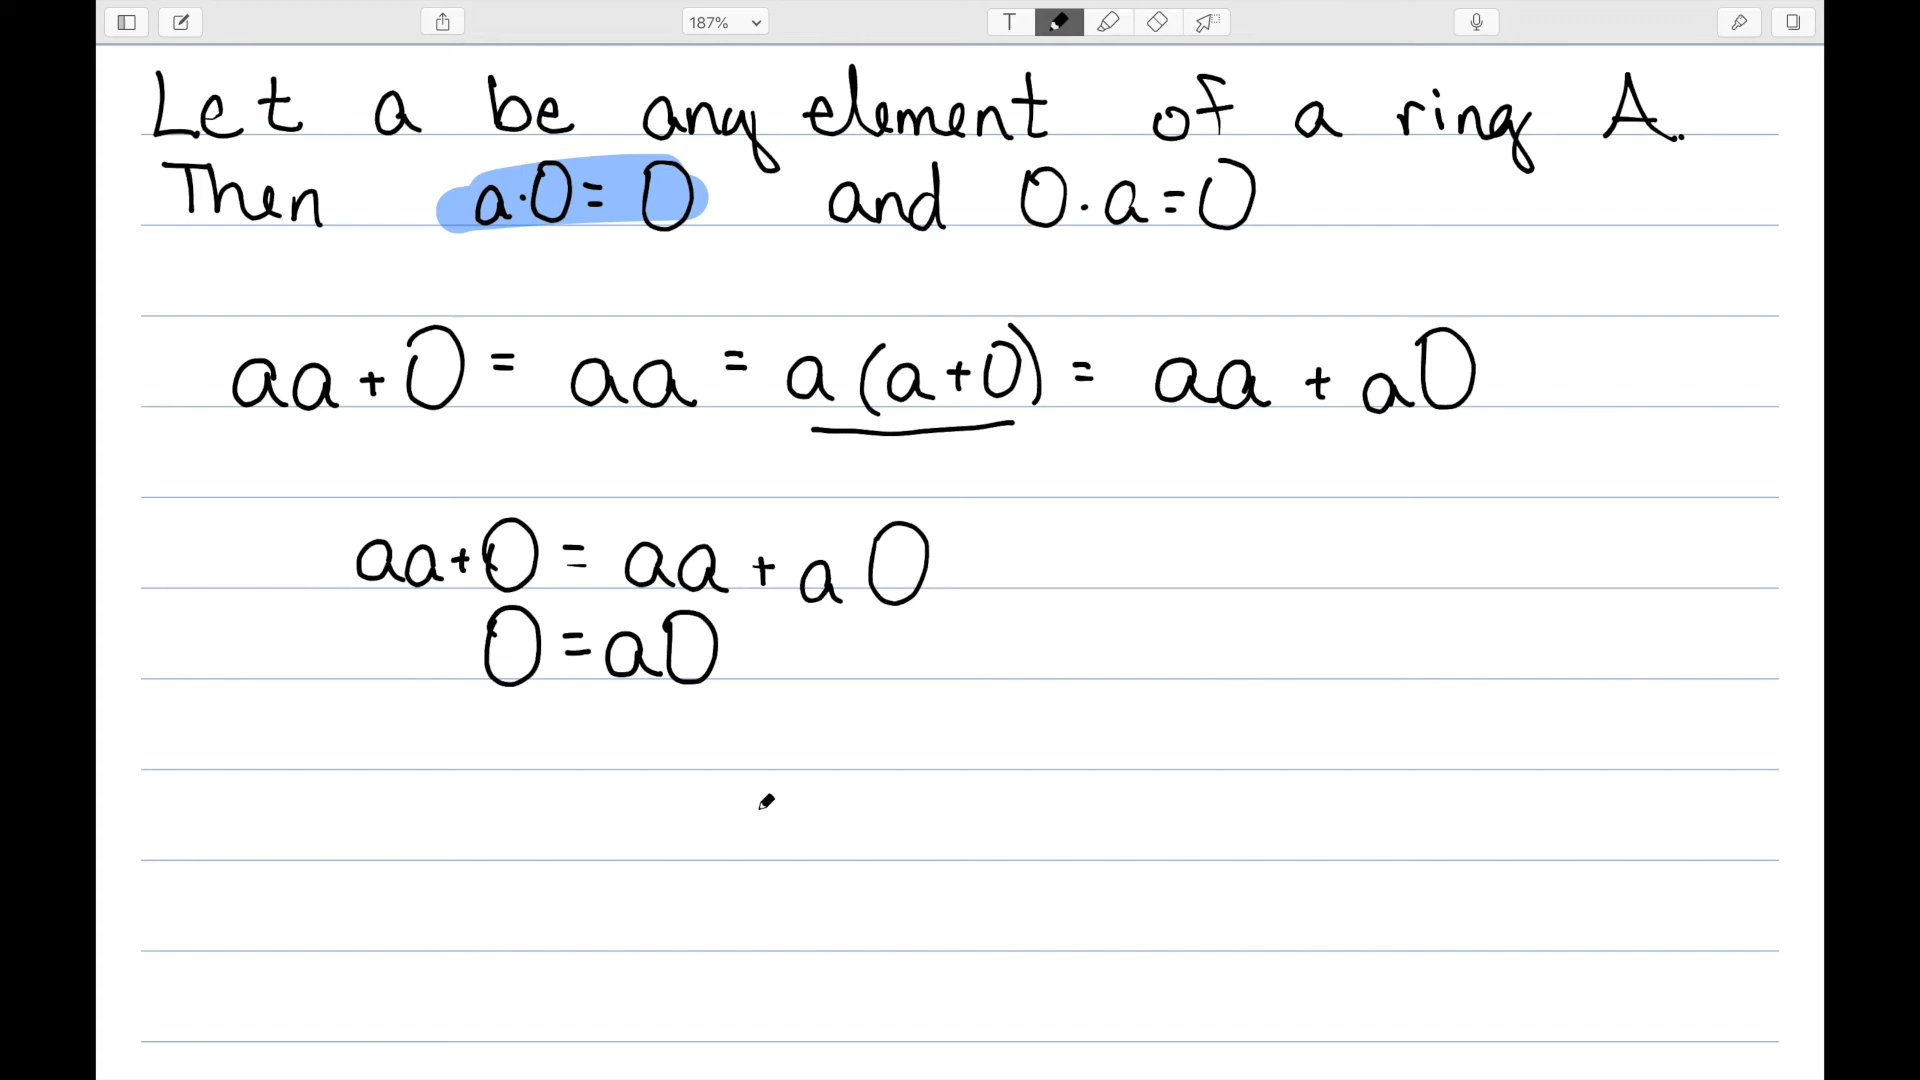 187%
T
Let a be any element of a ring A.
Then a·0=0 and 0·a=0
aa+0 = aa = a(a+0) = aa + a0
aa+0 = aa + a0
0=a0